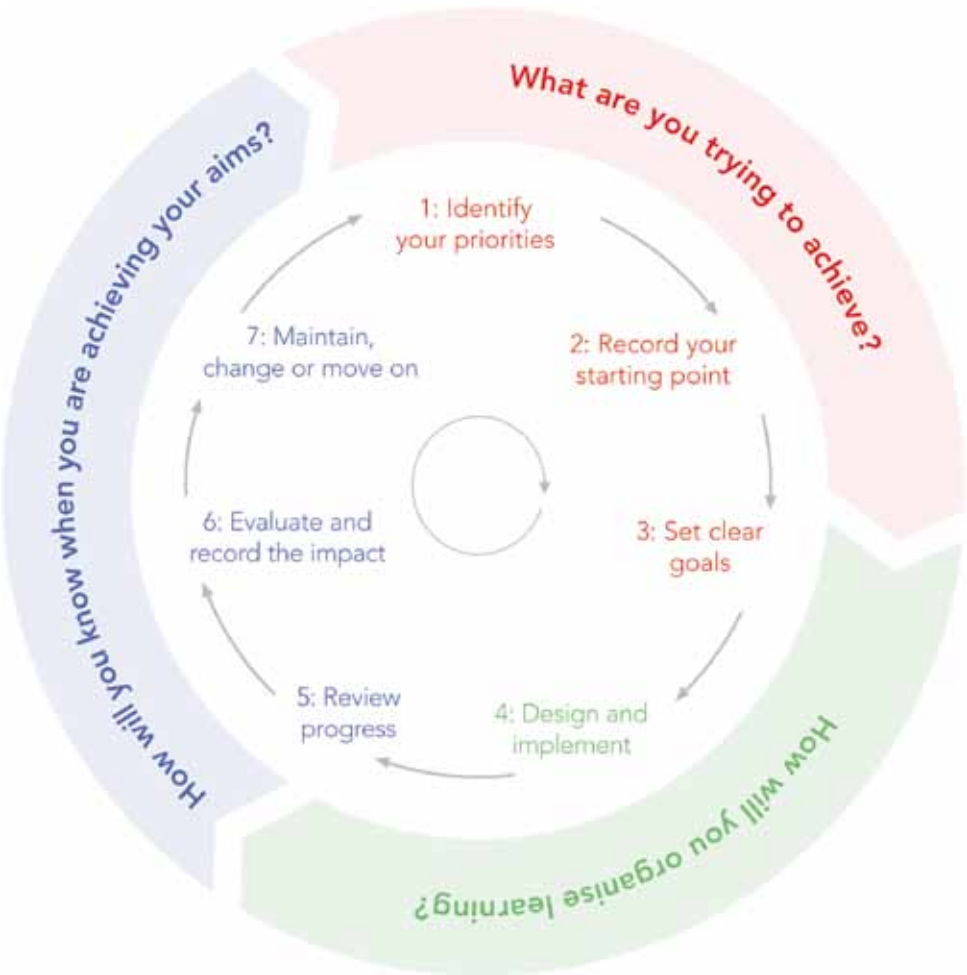 What are you trying to achieve?
1: Identify
your priorities
2: Record your
starting point
3: Set clear
goals
How will you organise learning?
4: Design and
implement
5: Review
progress
6: Evaluate and
record the impact
7: Maintain,
change or move on
How will you know when you are achieving your aims?